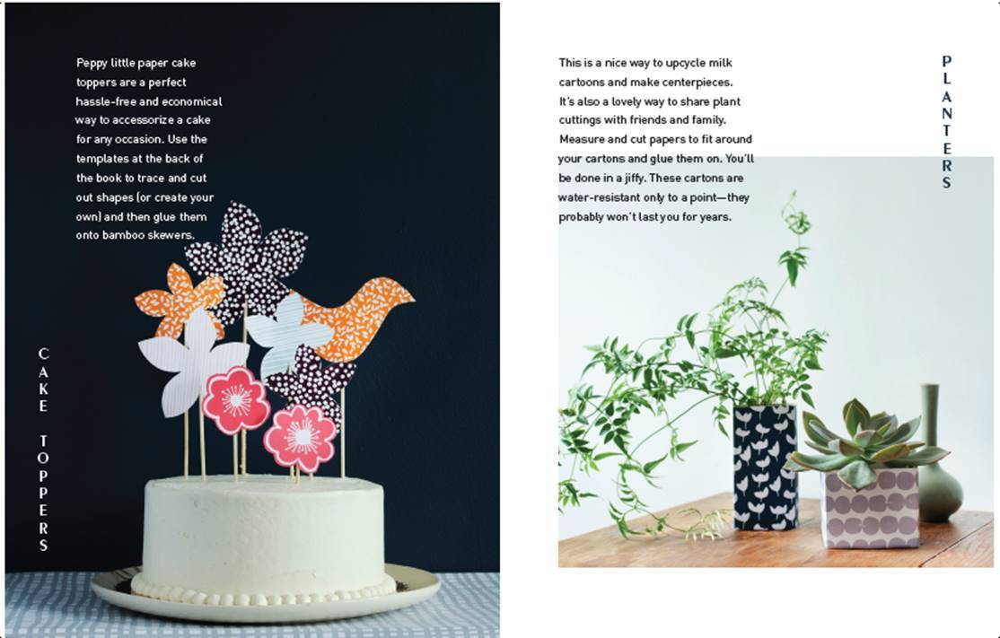 Peppy little paper cake
toppers are a perfect
hassle-free and economical
way to accessorize a cake
for any occasion. Use the
templates at the back of
the book to trace and cut
out shapes (or create your
own) and then glue them
onto bamboo skewers.
CAKE TOPPERS
This is a nice way to upcycle milk
cartoons and make centerpieces.
It's also a lovely way to share plant
cuttings with friends and family.
Measure and cut papers to fit around
your cartons and glue them on. You'll
be done in a jiffy. These cartons are
water-resistant only to a point—they
probably won't last you for years.
PLANTERS